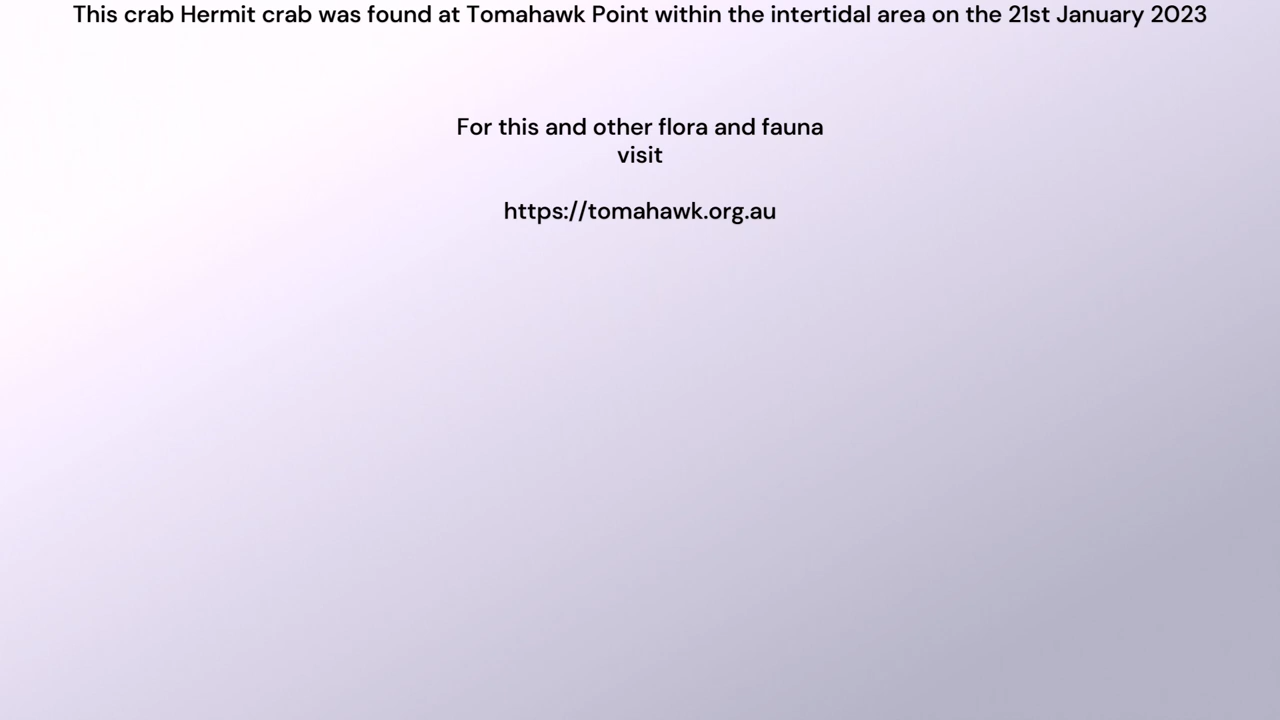 This crab Hermit crab was found at Tomahawk Point within the intertidal area on the 21st January 2023
For this and other flora and fauna
visit
https://tomahawk.org.au